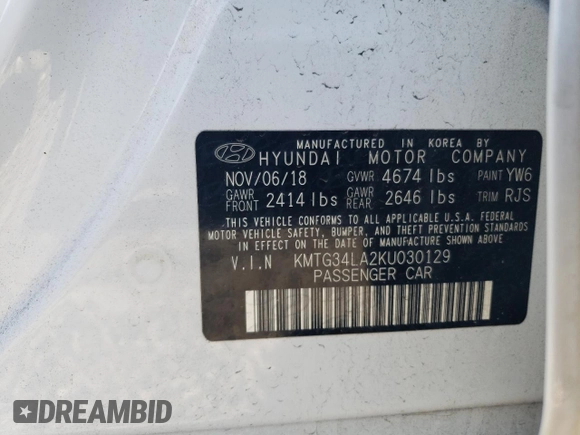 MANUFACTURED IN KOREA BY
HYUNDAI MOTOR COMPANY
NOV/06/18 GVWR 4674 lbs PAINT YW6
GAWR FRONT 2414 lbs GAWR REAR 2646 lbs TRIM RJS
THIS VEHICLE CONFORMS TO ALL APPLICABLE U.S.A. FEDERAL
MOTOR VEHICLE SAFETY, BUMPER, AND THEFT PREVENTION STANDARDS
IN EFFECT ON THE DATE OF MANUFACTURE SHOWN ABOVE.
V.I.N KMTG34LA2KU030129
PASSENGER CAR
DREAMBID